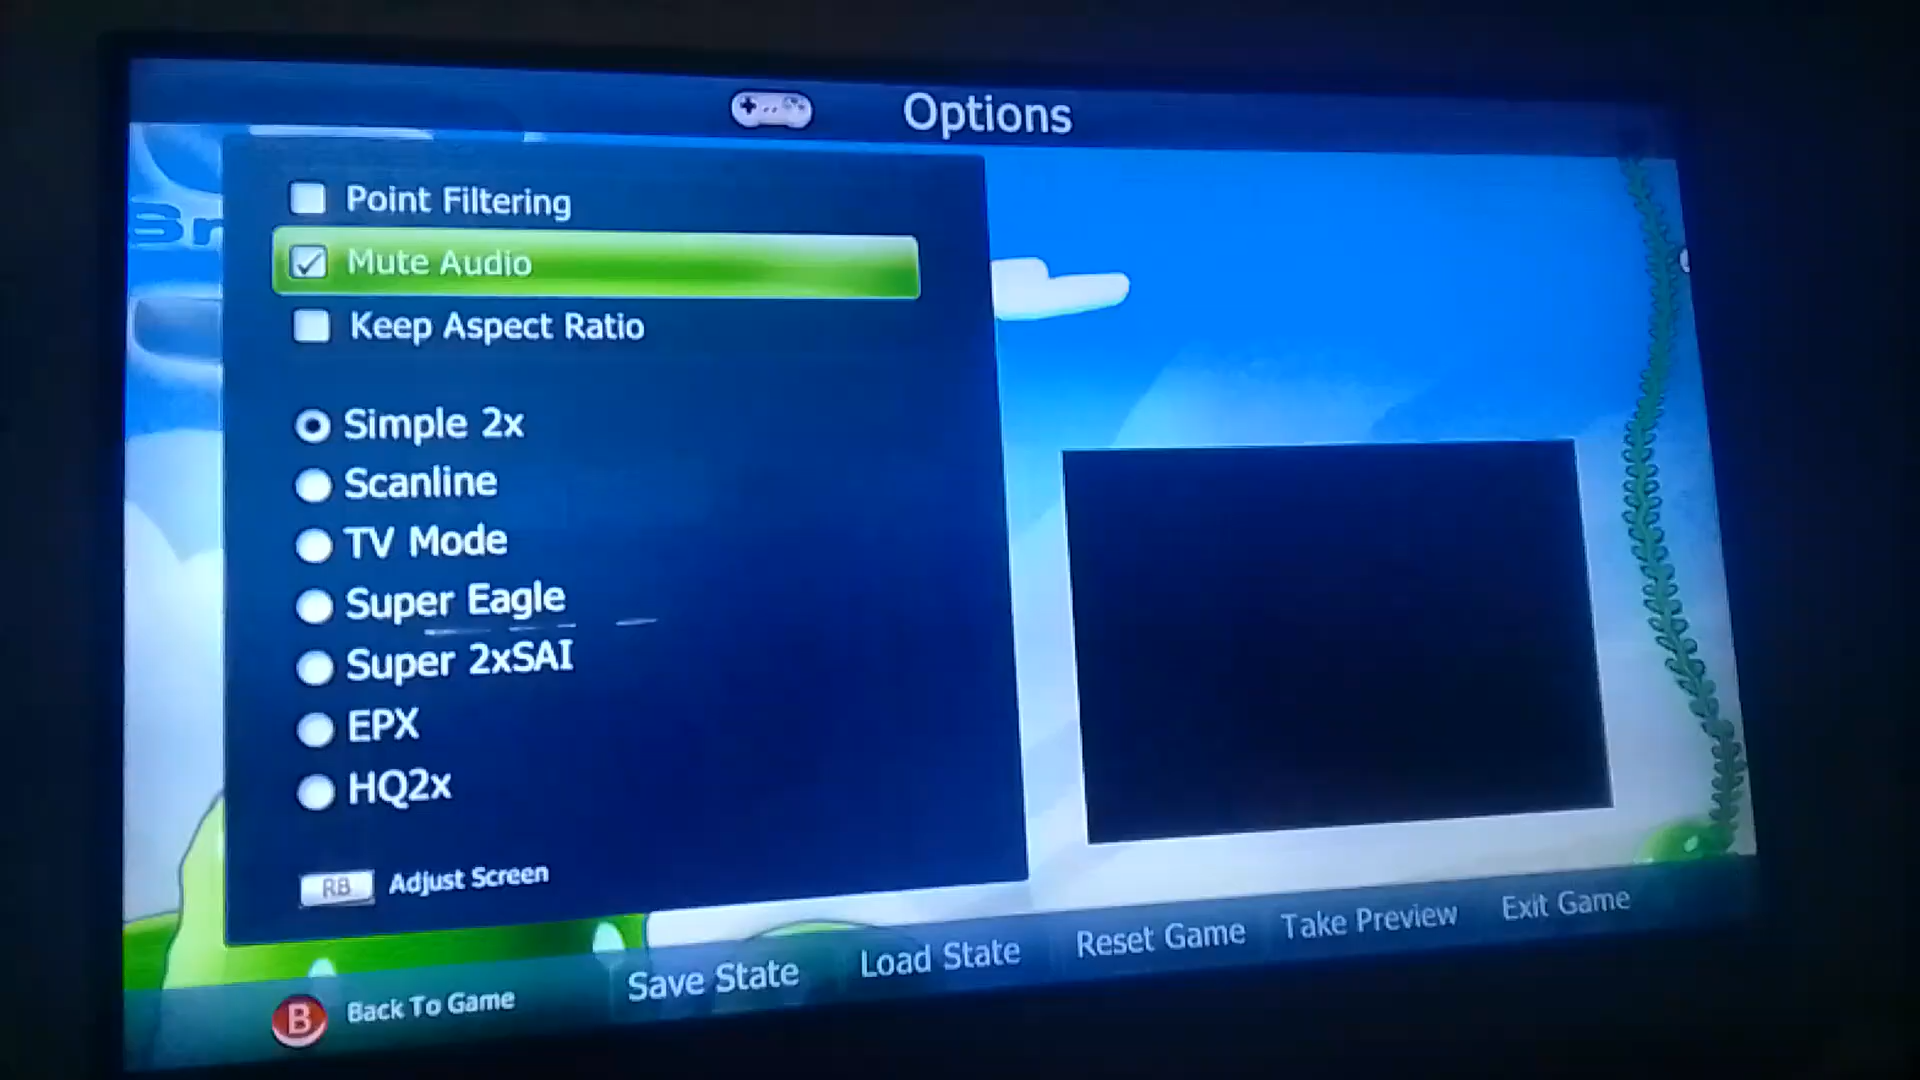 Options
Point Filtering
Mute Audio
Keep Aspect Ratio
Simple 2x
Scanline
TV Mode
Super Eagle
Super 2xSAI
EPX
HQ2x
RB Adjust Screen
B Back To Game
Save State
Load State
Reset Game
Take Preview
Exit Game